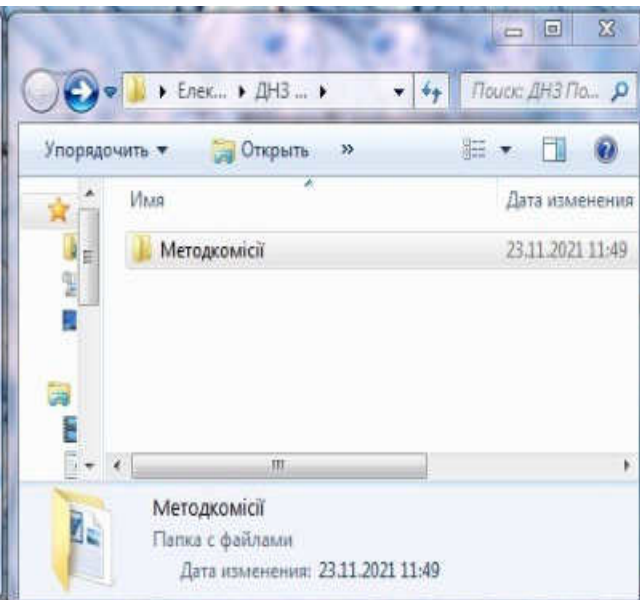 Елек... ДНЗ ... Поиск: ДНЗ По...
Упорядочить Открыть »
Имя Дата изменения
Методкомісії 23.11.2021 11:49
Методкомісії
Папка с файлами
Дата изменения: 23.11.2021 11:49